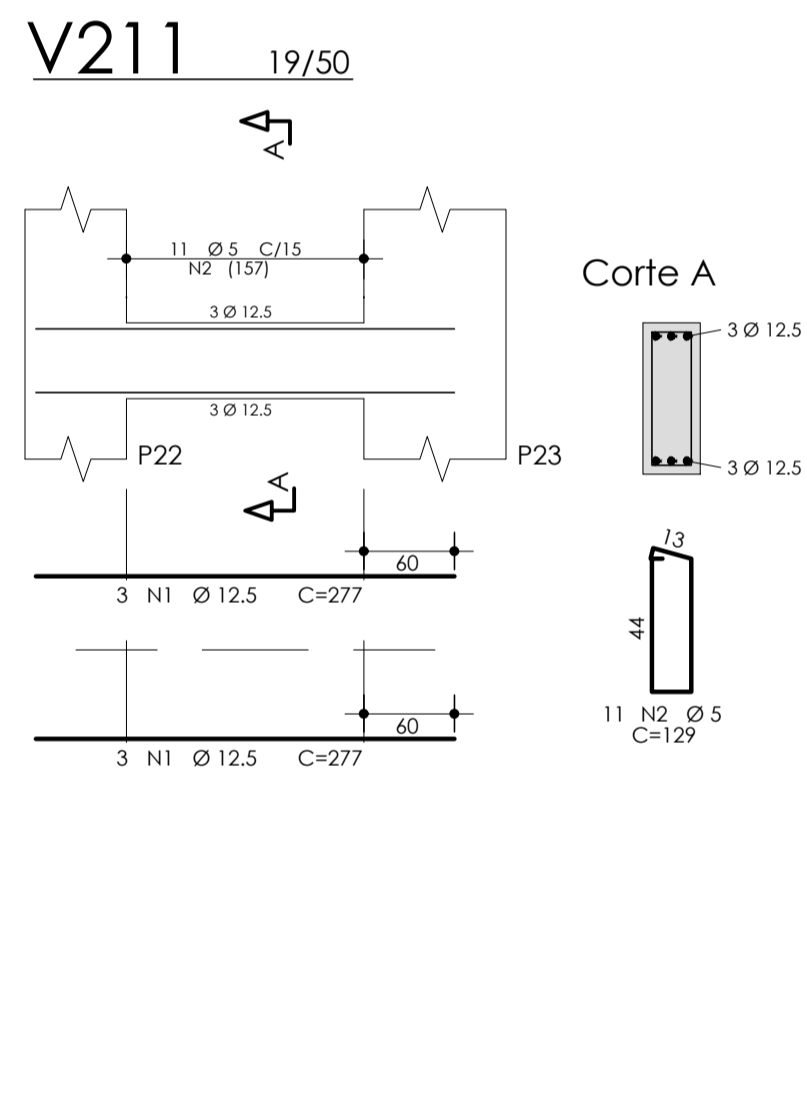 V211 19/50
A
11 Ø 5 C/15
N2 (157)
3 Ø 12.5
3 Ø 12.5
P22
P23
A
60
3 N1 Ø 12.5 C=277
60
3 N1 Ø 12.5 C=277
Corte A
3 Ø 12.5
3 Ø 12.5
13
44
11 N2 Ø 5
C=129